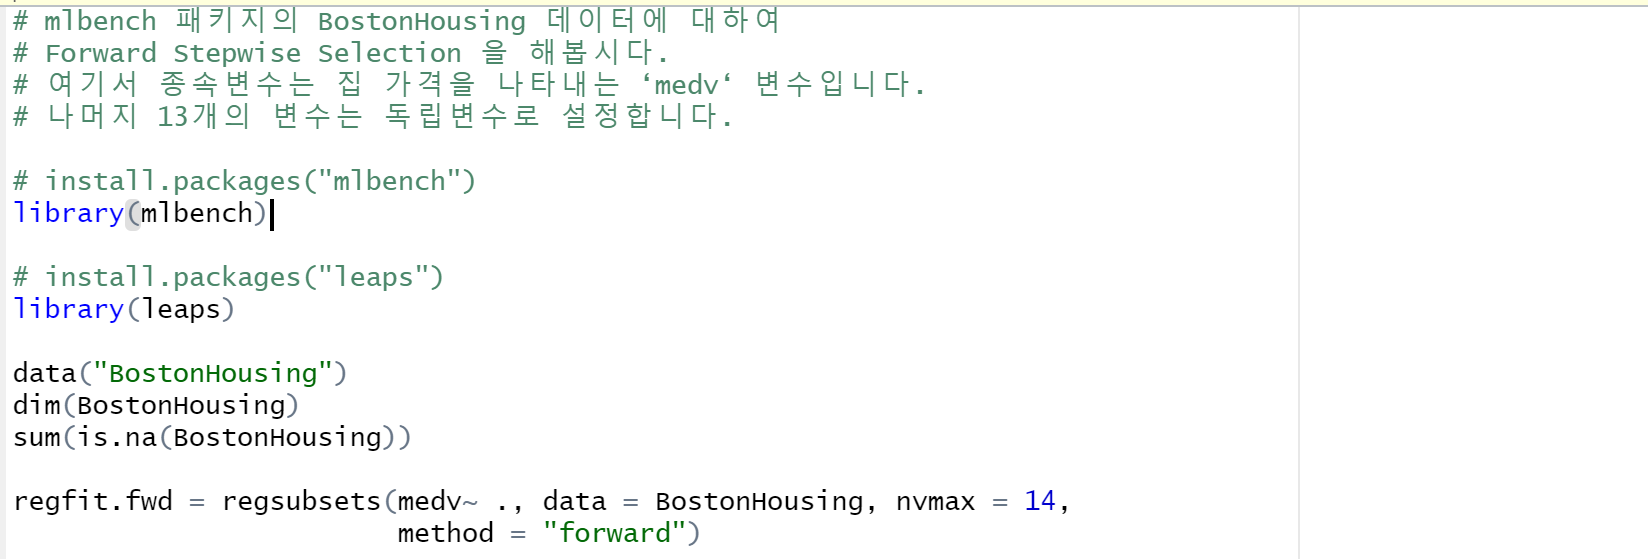 # mlbench 패키지의 BostonHousing 데이터에 대하여
# Forward Stepwise Selection 을 해봅시다.
# 여기서 종속변수는 집 가격을 나타내는 ‘medv‘ 변수입니다.
# 나머지 13개의 변수는 독립변수로 설정합니다.
# install.packages("mlbench")
library(mlbench)
# install.packages("leaps")
library(leaps)
data("BostonHousing")
dim(BostonHousing)
sum(is.na(BostonHousing))
regfit.fwd = regsubsets(medv~ ., data = BostonHousing, nvmax = 14,
method = "forward")